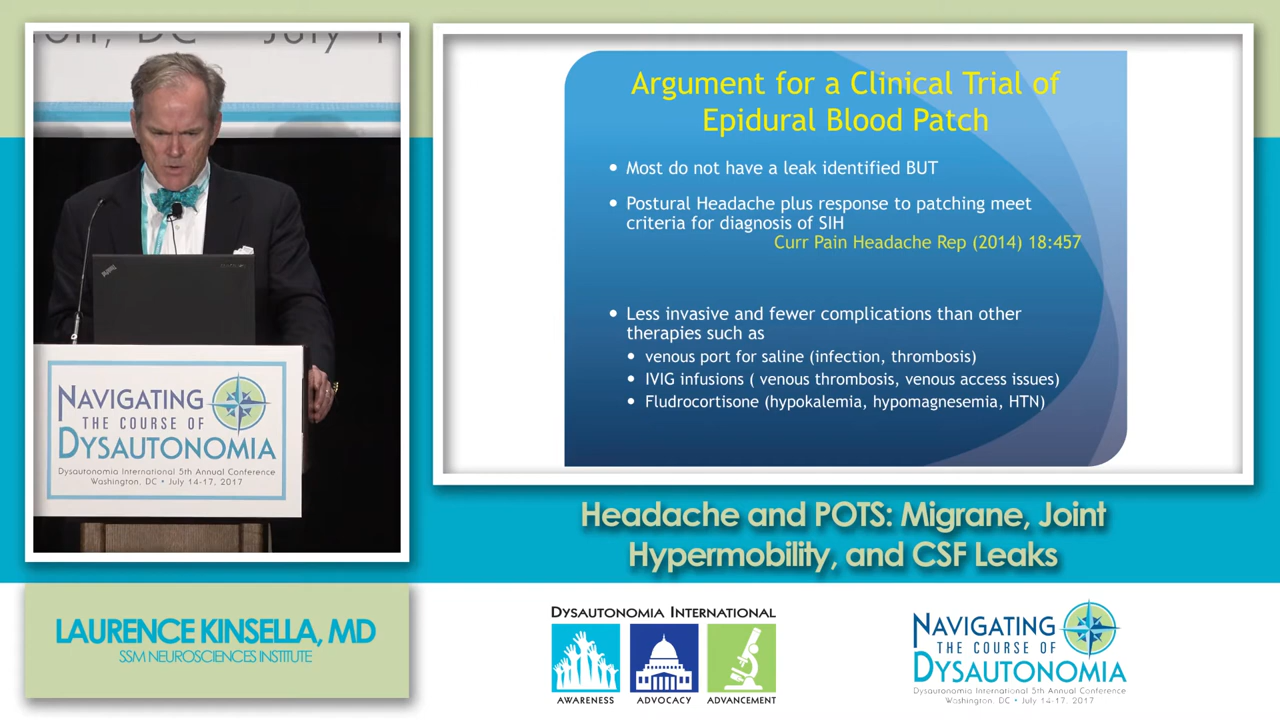 ton, DC July 1
Argument for a Clinical Trial of
Epidural Blood Patch
Most do not have a leak identified BUT
Postural Headache plus response to patching meet
criteria for diagnosis of SIH
Curr Pain Headache Rep (2014) 18:457
Less invasive and fewer complications than other
therapies such as
venous port for saline (infection, thrombosis)
IVIG infusions ( venous thrombosis, venous access issues)
Fludrocortisone (hypokalemia, hypomagnesemia, HTN)
ThinkPad
NAVIGATING
THE COURSE OF
DYSAUTONOMIA
Dysautonomia International 5th Annual Conference
Washington, DC • July 14-17, 2017
Headache and POTS: Migrane, Joint
Hypermobility, and CSF Leaks
LAURENCE KINSELLA, MD
SSM NEUROSCIENCES INSTITUTE
DYSAUTONOMIA INTERNATIONAL
AWARENESS
ADVOCACY
ADVANCEMENT
NAVIGATING
THE COURSE OF
DYSAUTONOMIA
Dysautonomia International 5th Annual Conference
Washington, DC • July 14-17, 2017